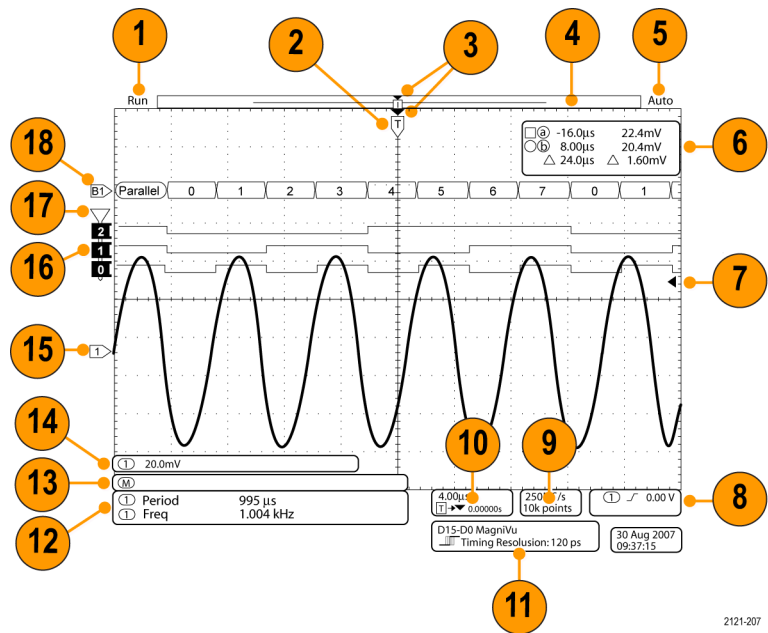 1
2
3
4
5
Run
Auto
T
6
a -16.0µs 22.4mV
b 8.00µs 20.4mV
△ 24.0µs △ 1.60mV
18
B1 Parallel 0 1 2 3 4 5 6 7 0 1
17
2
16
1
0
7
15
1
14
1 20.0mV
10
9
13
M
12
1 Period 995 µs
1 Freq 1.004 kHz
4.00µs
T → ▼ 0.00000s
10k points
1 0.00 V
8
D15-D0 MagniVu
Timing Resolusion: 120 ps
30 Aug 2007
09:37:15
11
2121-207